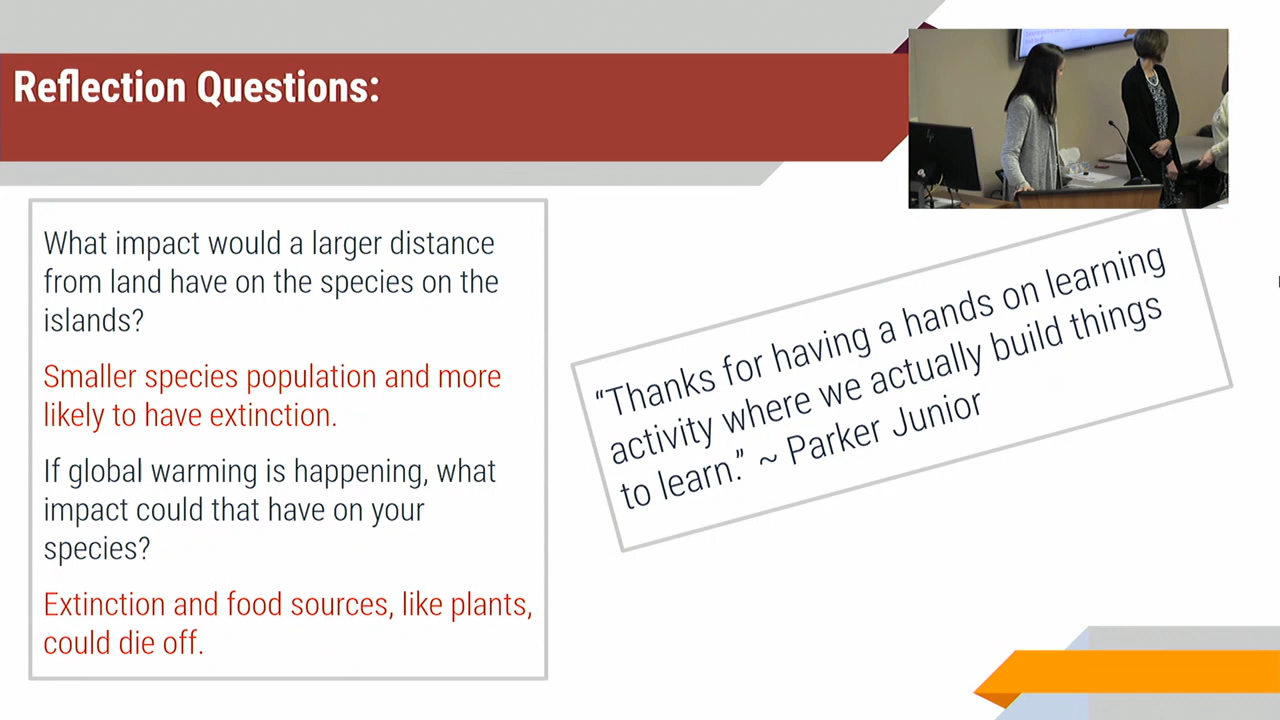 Reflection Questions:
What impact would a larger distance
from land have on the species on the
islands?
Smaller species population and more
likely to have extinction.
If global warming is happening, what
impact could that have on your
species?
Extinction and food sources, like plants,
could die off.
“Thanks for having a hands on learning
activity where we actually build things
to learn.” ~ Parker Junior